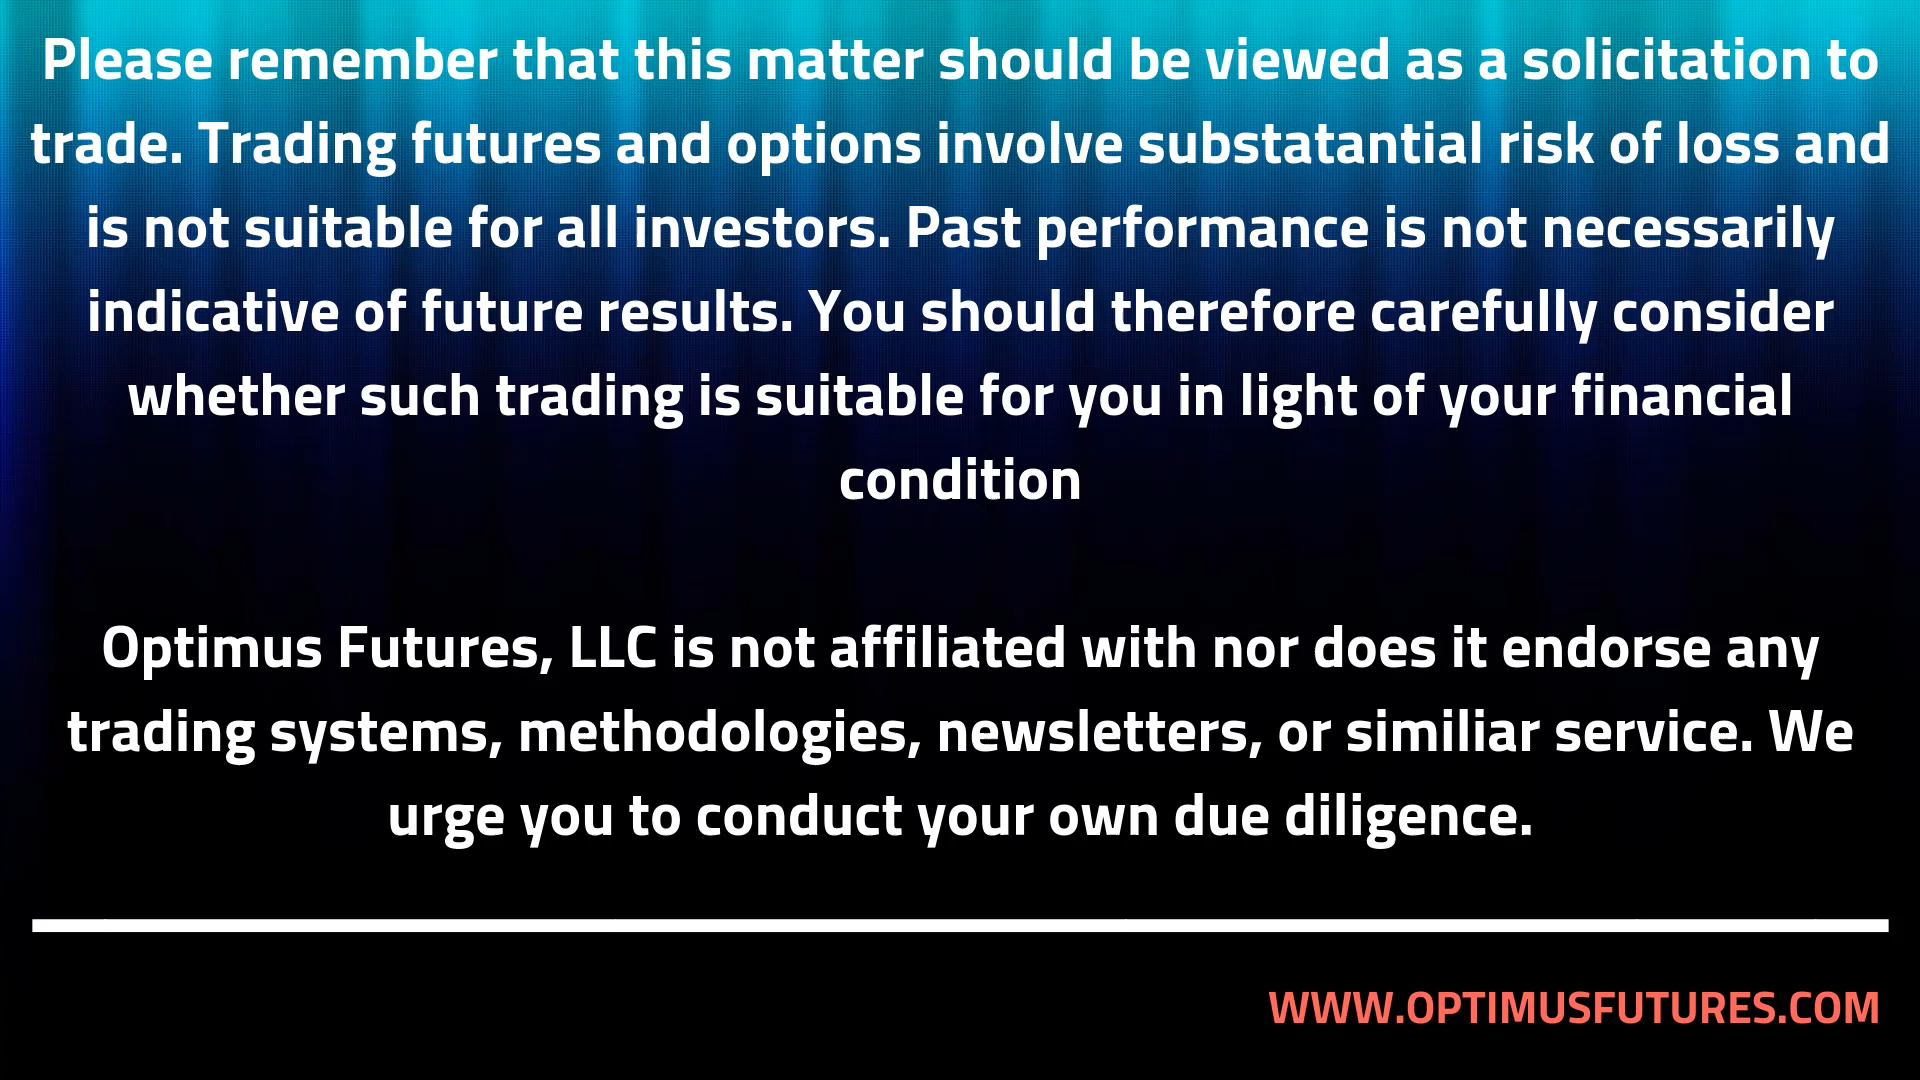 Please remember that this matter should be viewed as a solicitation to
trade. Trading futures and options involve substatantial risk of loss and
is not suitable for all investors. Past performance is not necessarily
indicative of future results. You should therefore carefully consider
whether such trading is suitable for you in light of your financial
condition
Optimus Futures, LLC is not affiliated with nor does it endorse any
trading systems, methodologies, newsletters, or similiar service. We
urge you to conduct your own due diligence.
WWW.OPTIMUSFUTURES.COM